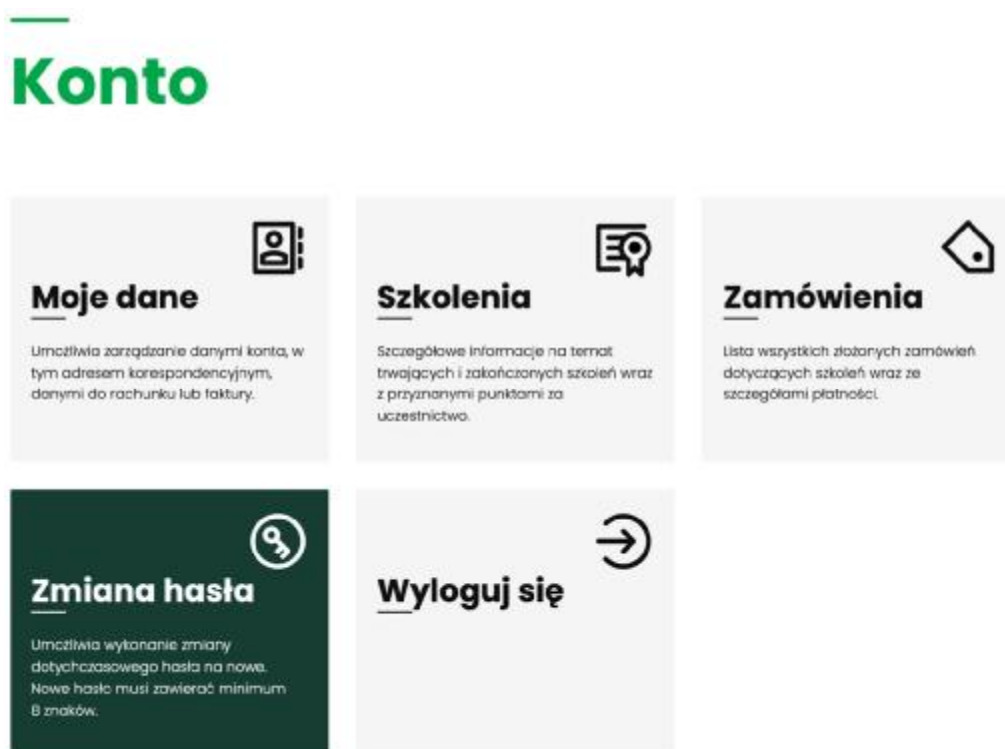 Konto
Moje dane
Umożliwia zarządzanie danymi konta, w
tym adresem korespondencyjnym,
danymi do rachunku lub faktury.
Szkolenia
Szczegółowe informacje na temat
trwających i zakończonych szkoleń wraz
z przyznanymi punktami za
uczestnictwo.
Zamówienia
Lista wszystkich złożonych zamówień
dotyczących szkoleń wraz ze
szczegółami płatności.
Zmiana hasła
Umożliwia wykonanie zmiany
dotychczasowego hasła na nowe.
Nowe hasło musi zawierać minimum
8 znaków.
Wyloguj się